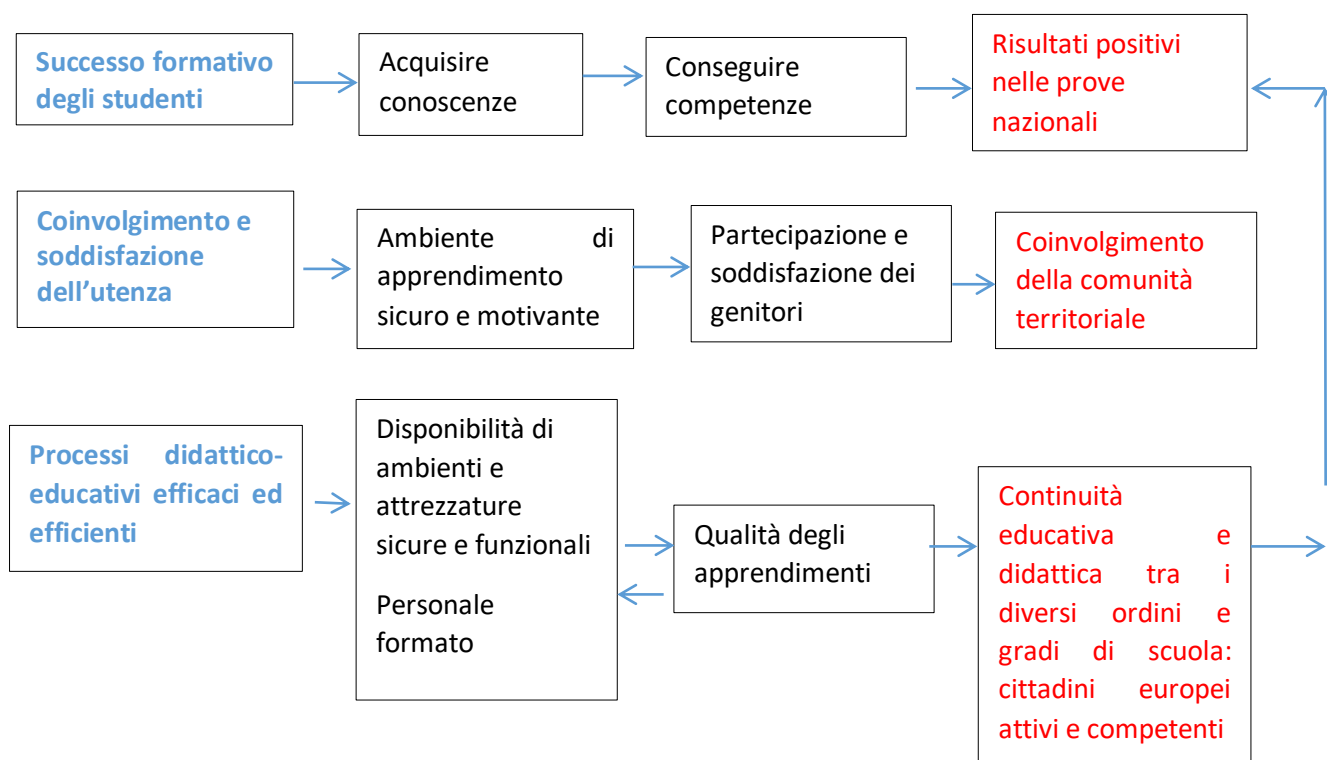 Successo formativo
degli studenti
Acquisire
conoscenze
Conseguire
competenze
Risultati positivi
nelle prove
nazionali
Coinvolgimento e
soddisfazione
dell’utenza
Ambiente di
apprendimento
sicuro e motivante
Partecipazione e
soddisfazione dei
genitori
Coinvolgimento
della comunità
territoriale
Processi didattico-
educativi efficaci ed
efficienti
Disponibilità di
ambienti e
attrezzature
sicure e funzionali
Personale
formato
Qualità degli
apprendimenti
Continuità
educativa e
didattica tra i
diversi ordini e
gradi di scuola:
cittadini europei
attivi e competenti